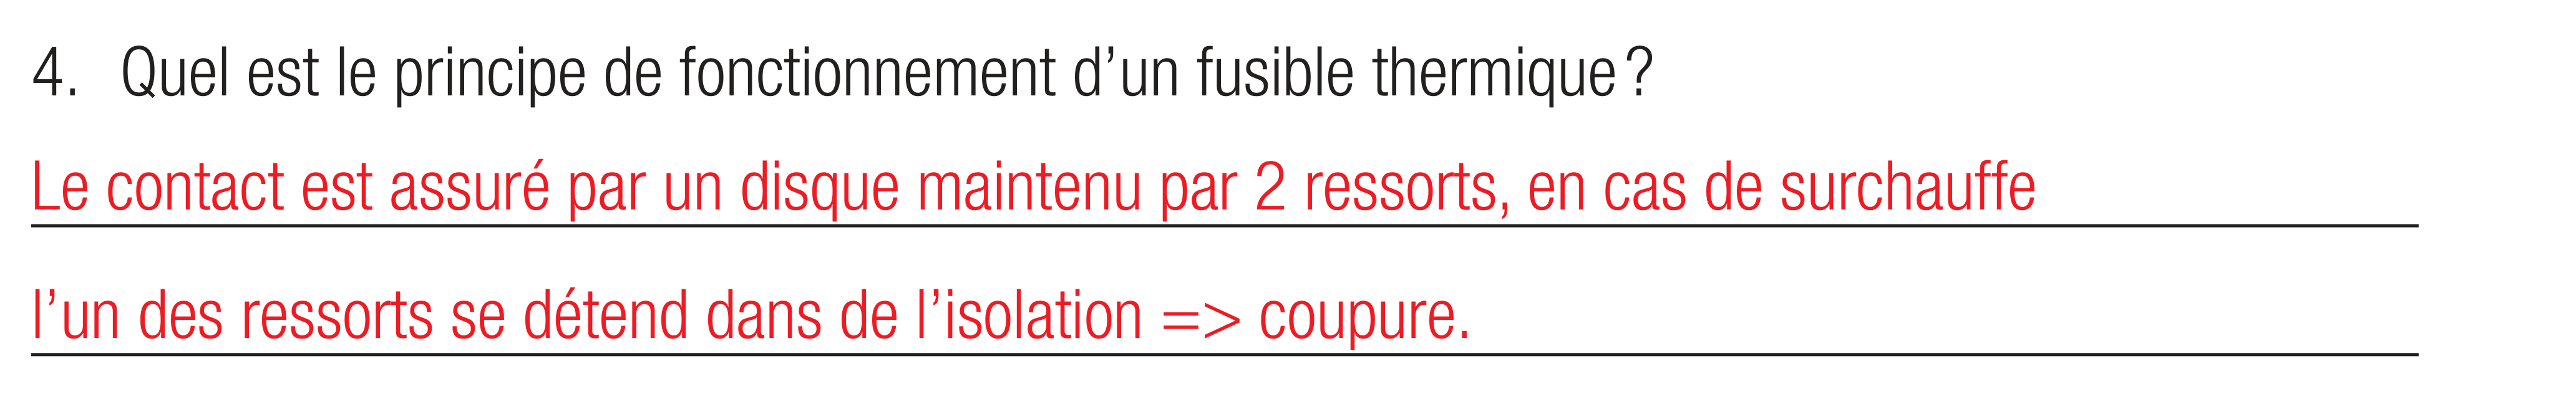 4. Quel est le principe de fonctionnement d’un fusible thermique ?
Le contact est assuré par un disque maintenu par 2 ressorts, en cas de surchauffe
l’un des ressorts se détend dans de l’isolation => coupure.